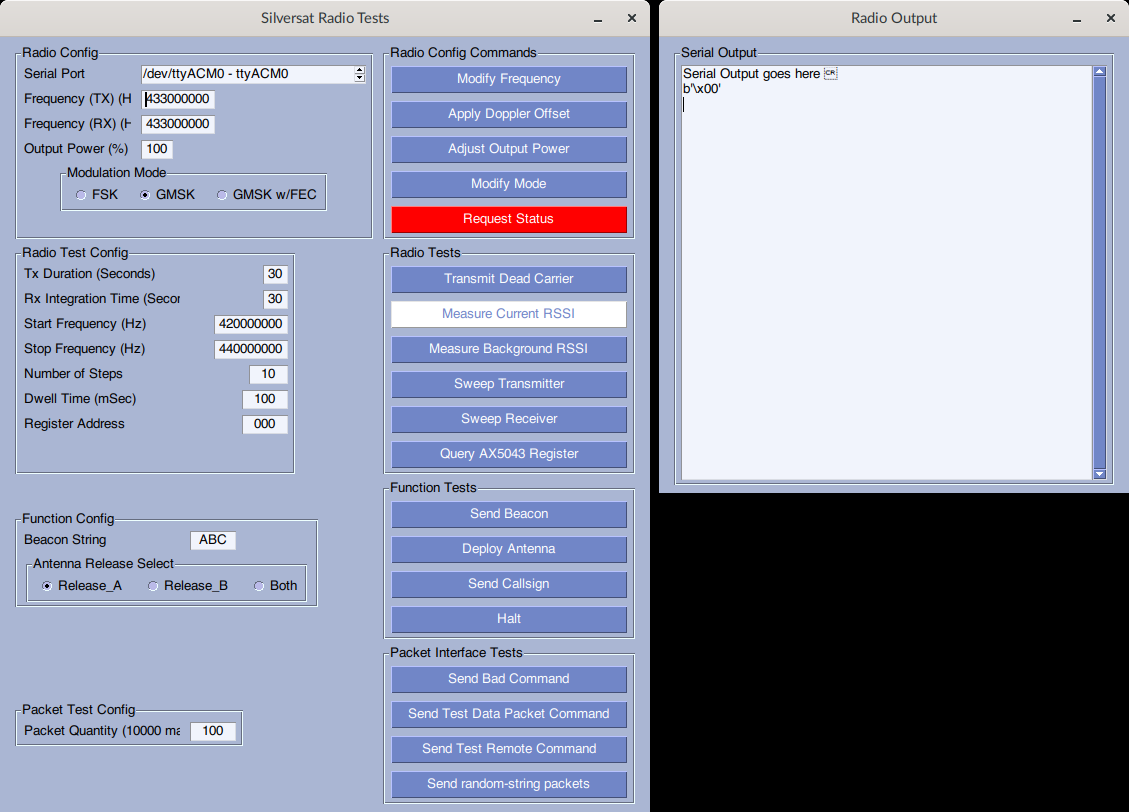 Silversat Radio Tests
Radio Config
Serial Port /dev/ttyACM0 - ttyACM0
Frequency (TX) (H 433000000
Frequency (RX) (H 433000000
Output Power (%) 100
Modulation Mode
FSK GMSK GMSK w/FEC
Radio Config Commands
Modify Frequency
Apply Doppler Offset
Adjust Output Power
Modify Mode
Request Status
Radio Test Config
Tx Duration (Seconds) 30
Rx Integration Time (Secor 30
Start Frequency (Hz) 420000000
Stop Frequency (Hz) 440000000
Number of Steps 10
Dwell Time (mSec) 100
Register Address 000
Radio Tests
Transmit Dead Carrier
Measure Current RSSI
Measure Background RSSI
Sweep Transmitter
Sweep Receiver
Query AX5043 Register
Function Config
Beacon String ABC
Antenna Release Select
Release_A Release_B Both
Function Tests
Send Beacon
Deploy Antenna
Send Callsign
Halt
Packet Test Config
Packet Quantity (10000 ma 100
Packet Interface Tests
Send Bad Command
Send Test Data Packet Command
Send Test Remote Command
Send random-string packets
Radio Output
Serial Output
Serial Output goes here CR
b'\x00'